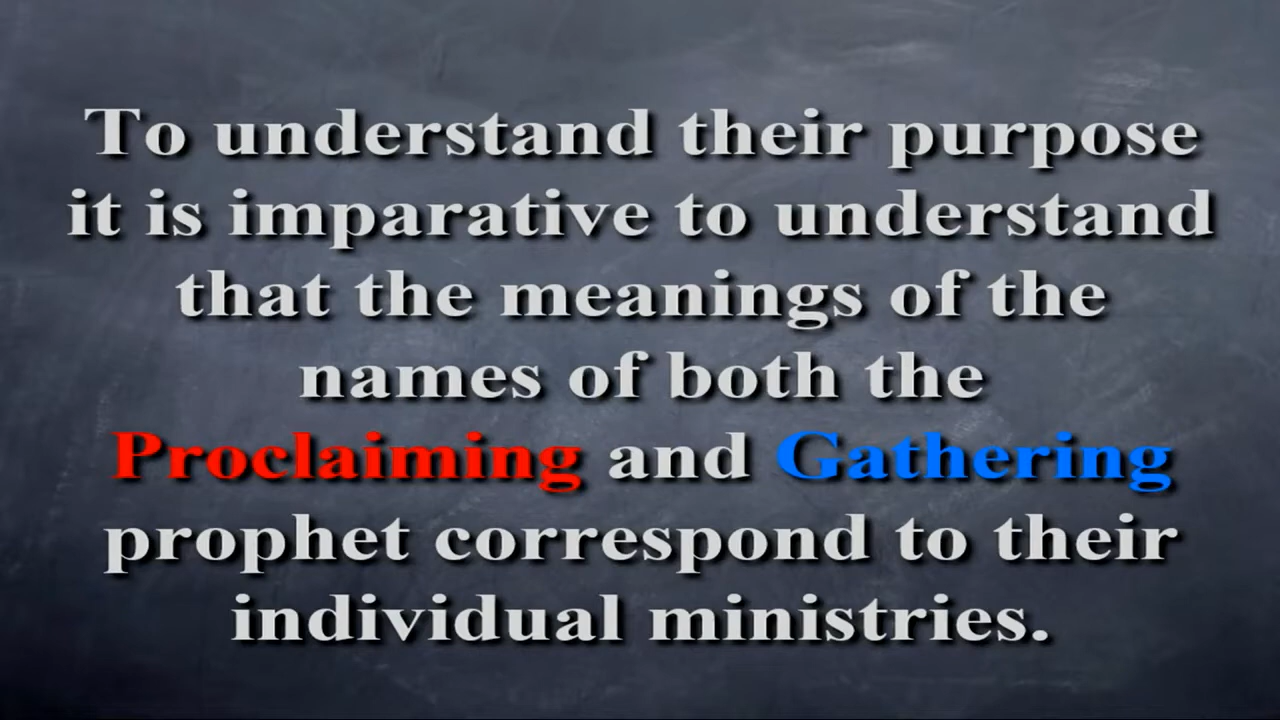 To understand their purpose
it is imparative to understand
that the meanings of the
names of both the
Proclaiming and Gathering
prophet correspond to their
individual ministries.